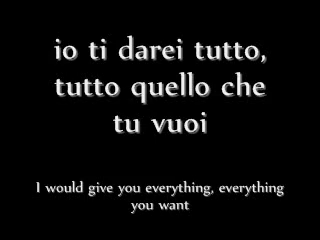 io ti darei tutto,
tutto quello che
tu vuoi
I would give you everything, everything
you want